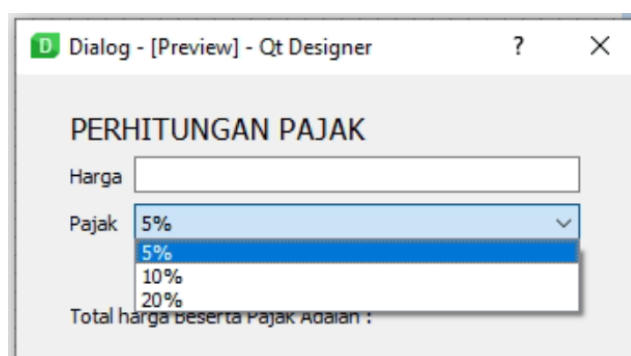 D Dialog - [Preview] - Qt Designer ?
PERHITUNGAN PAJAK
Harga
Pajak 5%
5%
10%
20%
Total harga Beserta Pajak Adalah :